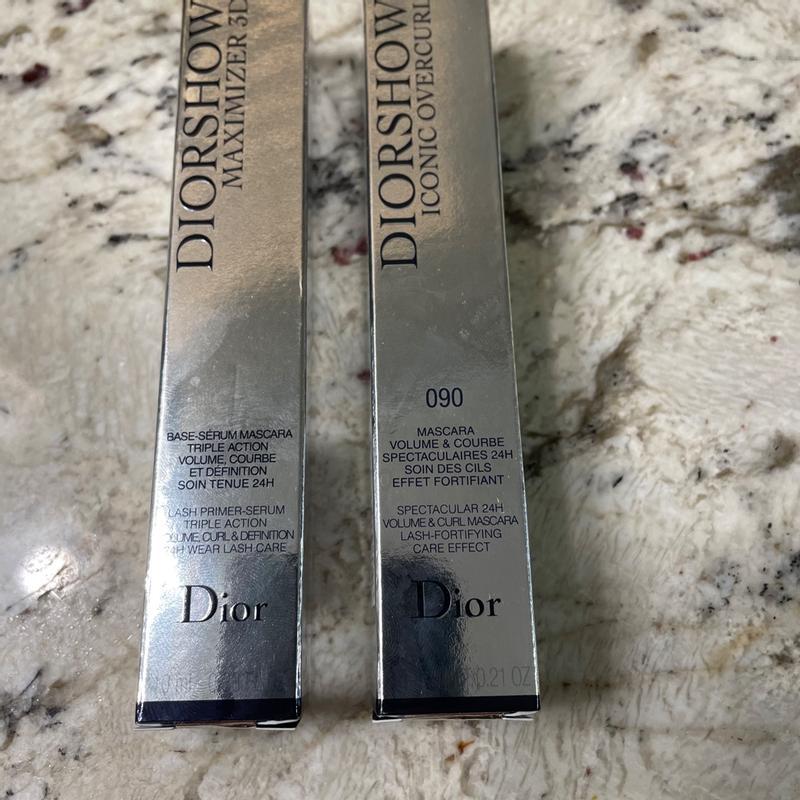 DIORSHOW
MAXIMIZER 3D
BASE-SÉRUM MASCARA
TRIPLE ACTION
VOLUME, COURBE
ET DÉFINITION
SOIN TENUE 24H
LASH PRIMER-SERUM
TRIPLE ACTION
VOLUME, CURL & DEFINITION
24H WEAR LASH CARE
Dior
DIORSHOW
ICONIC OVERCURL
090
MASCARA
VOLUME & COURBE
SPECTACULAIRES 24H
SOIN DES CILS
EFFET FORTIFIANT
SPECTACULAR 24H
VOLUME & CURL MASCARA
LASH-FORTIFYING
CARE EFFECT
Dior
0.21 OZ